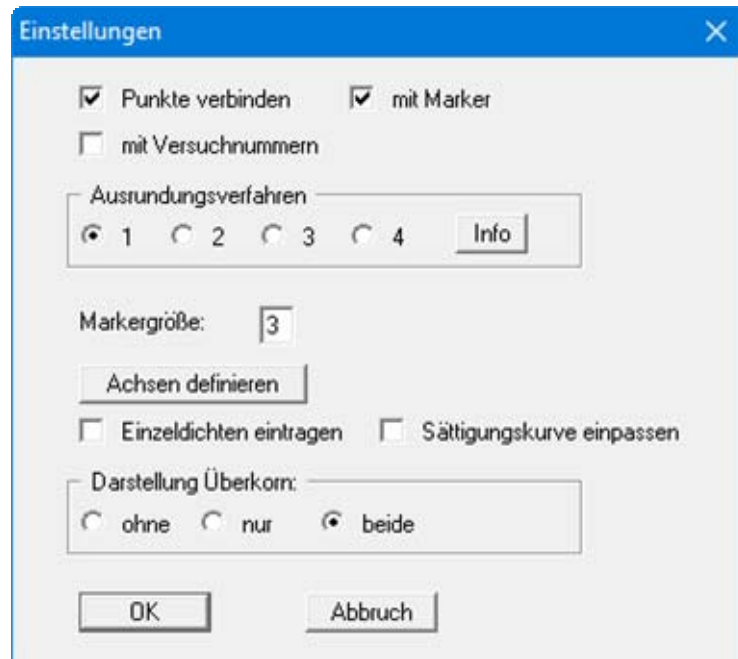 Einstellungen
Punkte verbinden mit Marker
mit Versuchnummern
Ausrundungsverfahren
1 2 3 4 Info
Markergröße: 3
Achsen definieren
Einzeldichten eintragen Sättigungskurve einpassen
Darstellung Überkorn:
ohne nur beide
OK Abbruch